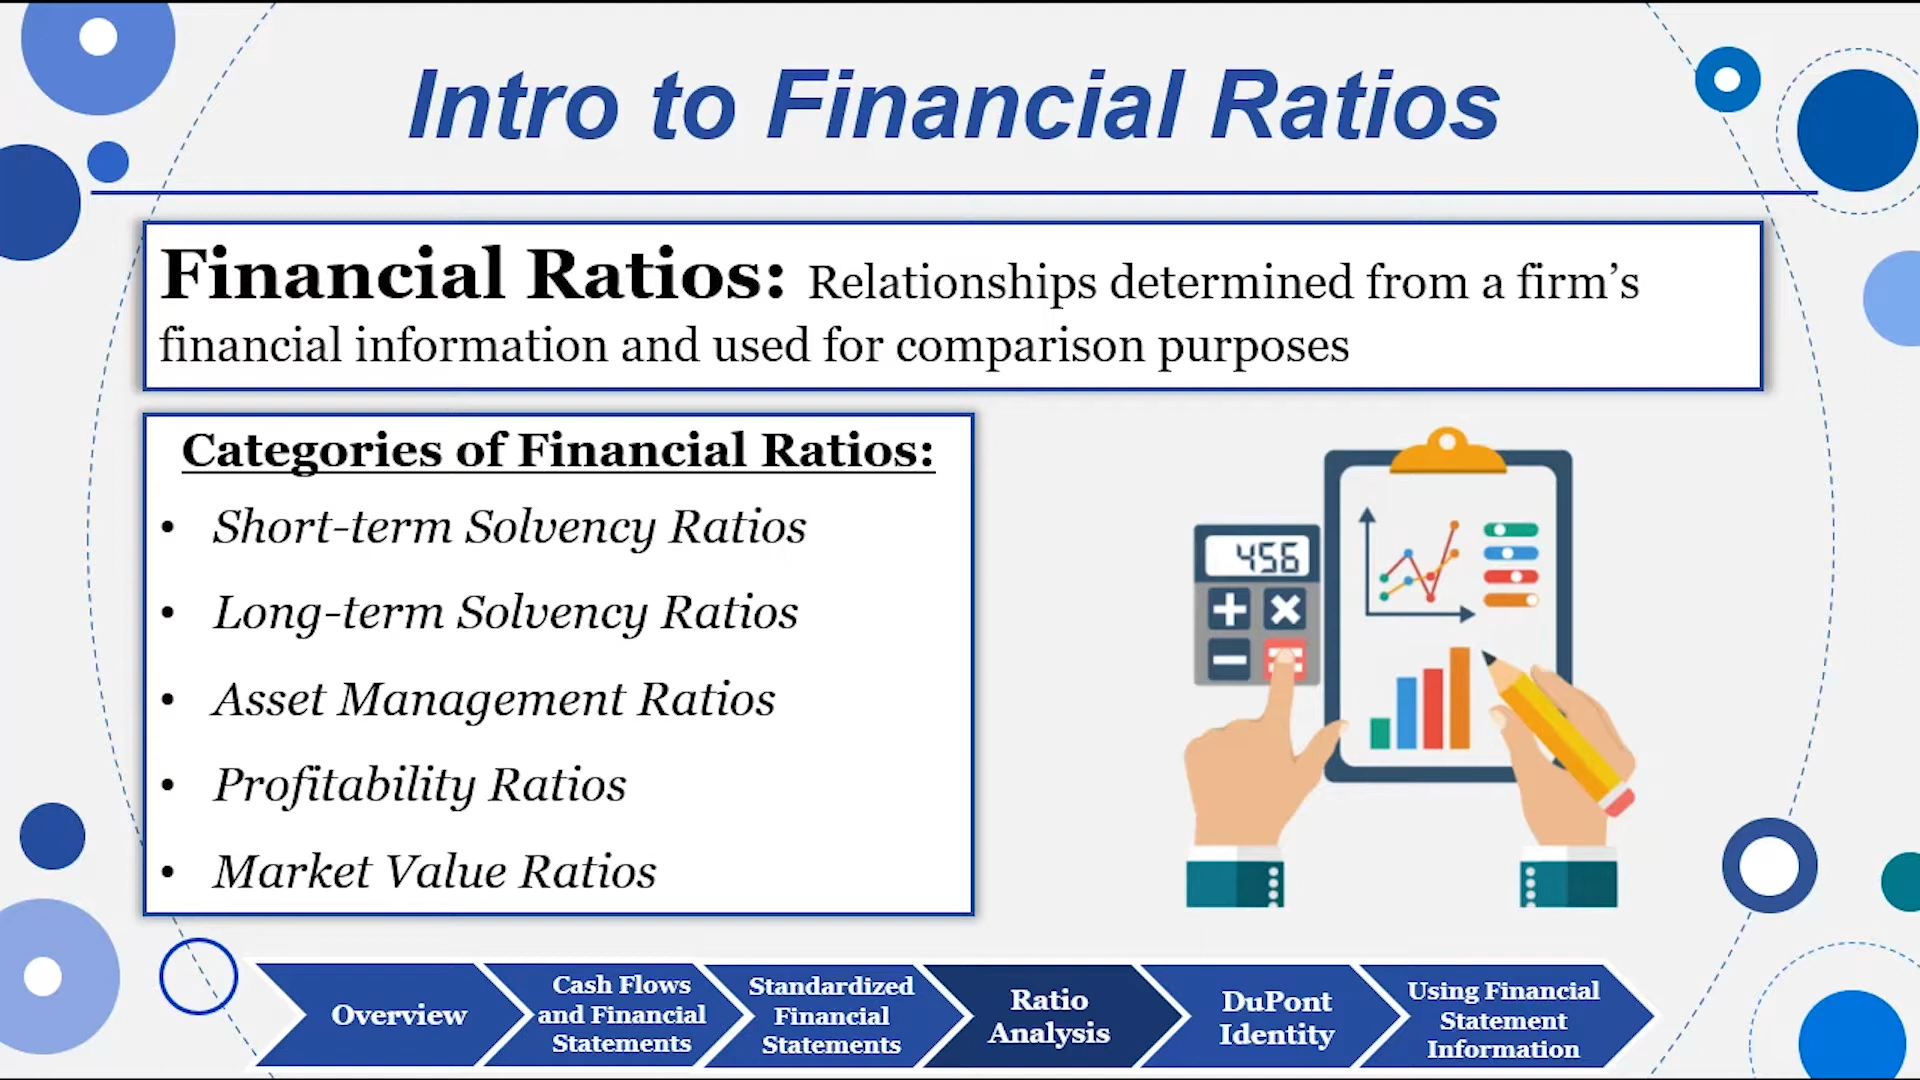 Intro to Financial Ratios
Financial Ratios: Relationships determined from a firm’s
financial information and used for comparison purposes
Categories of Financial Ratios:
• Short-term Solvency Ratios
• Long-term Solvency Ratios
• Asset Management Ratios
• Profitability Ratios
• Market Value Ratios
456
+ ×
− =
Overview
Cash Flows
and Financial
Statements
Standardized
Financial
Statements
Ratio
Analysis
DuPont
Identity
Using Financial
Statement
Information